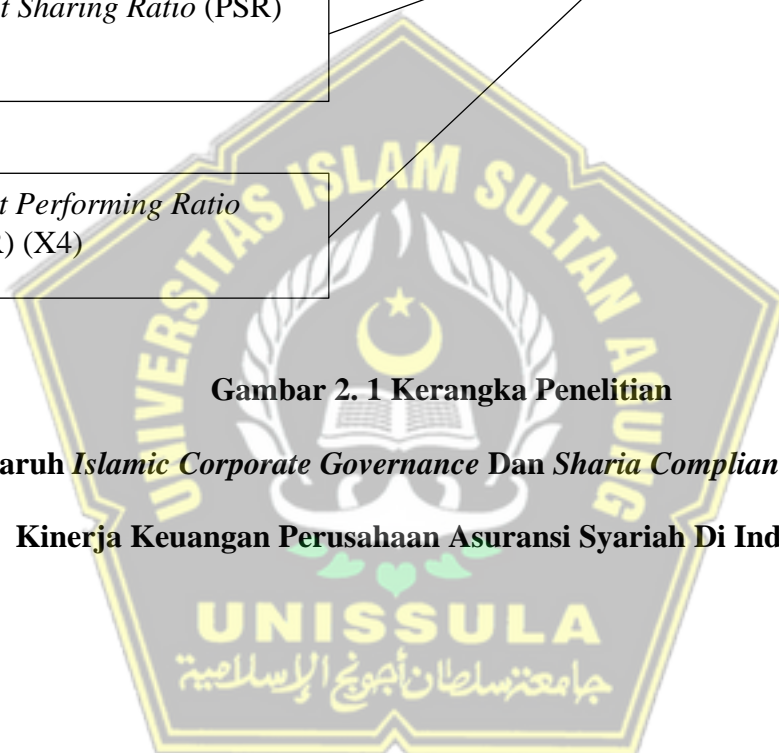 t Sharing Ratio (PSR)
t Performing Ratio
) (X4)
UNIVERSITAS ISLAM SULTAN AGUNG
Gambar 2. 1 Kerangka Penelitian
aruh Islamic Corporate Governance Dan Sharia Complian
Kinerja Keuangan Perusahaan Asuransi Syariah Di Ind
UNISSULA
جامعة سلطان أجونج الإسلامية